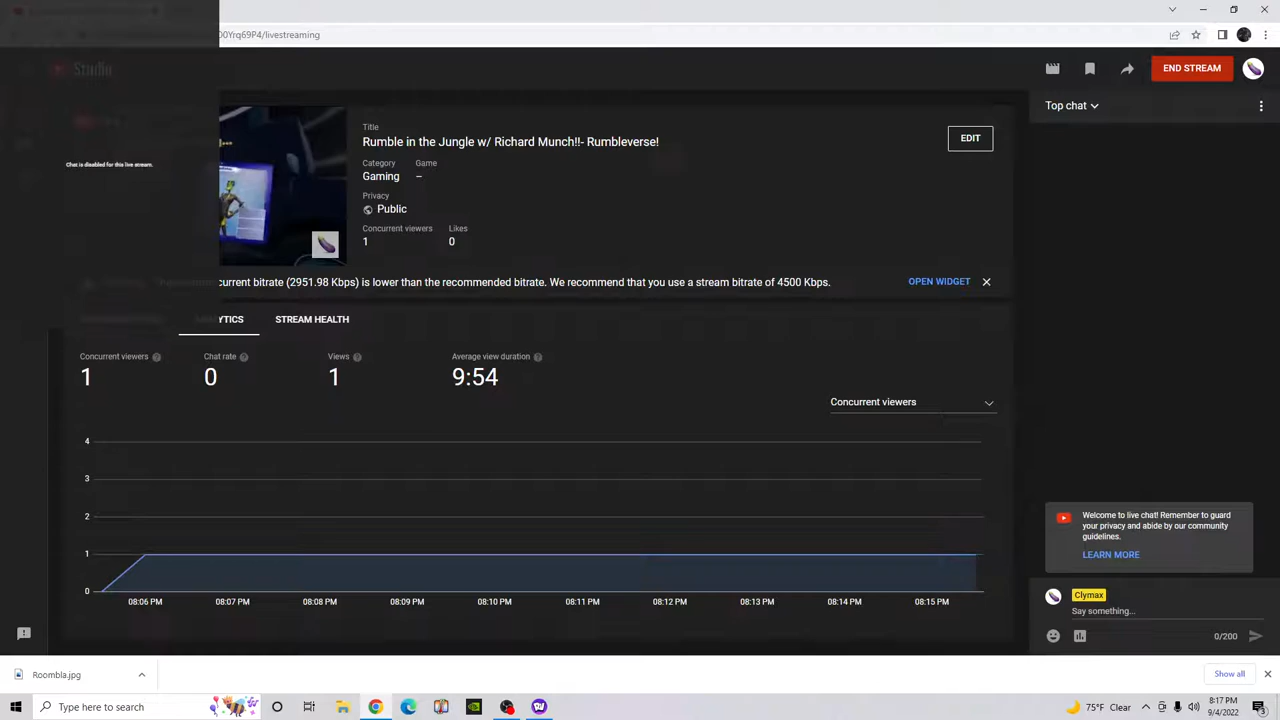 00Yrq69P4/livestreaming
Studio
END STREAM
Top chat
Chat is disabled for this live stream.
Title
Rumble in the Jungle w/ Richard Munch!!- Rumbleverse!
EDIT
Category Game
Gaming –
Privacy
Public
Concurrent viewers Likes
1 0
current bitrate (2951.98 Kbps) is lower than the recommended bitrate. We recommend that you use a stream bitrate of 4500 Kbps.
OPEN WIDGET
ANALYTICS STREAM HEALTH
Concurrent viewers Chat rate Views Average view duration
1 0 1 9:54
Concurrent viewers
4
3
2
1
0
08:06 PM 08:07 PM 08:08 PM 08:09 PM 08:10 PM 08:11 PM 08:12 PM 08:13 PM 08:14 PM 08:15 PM
Welcome to live chat! Remember to guard
your privacy and abide by our community
guidelines.
LEARN MORE
Clymax
Say something...
0/200
Roombla.jpg
Show all
Type here to search
75°F Clear
8:17 PM
9/4/2022
3